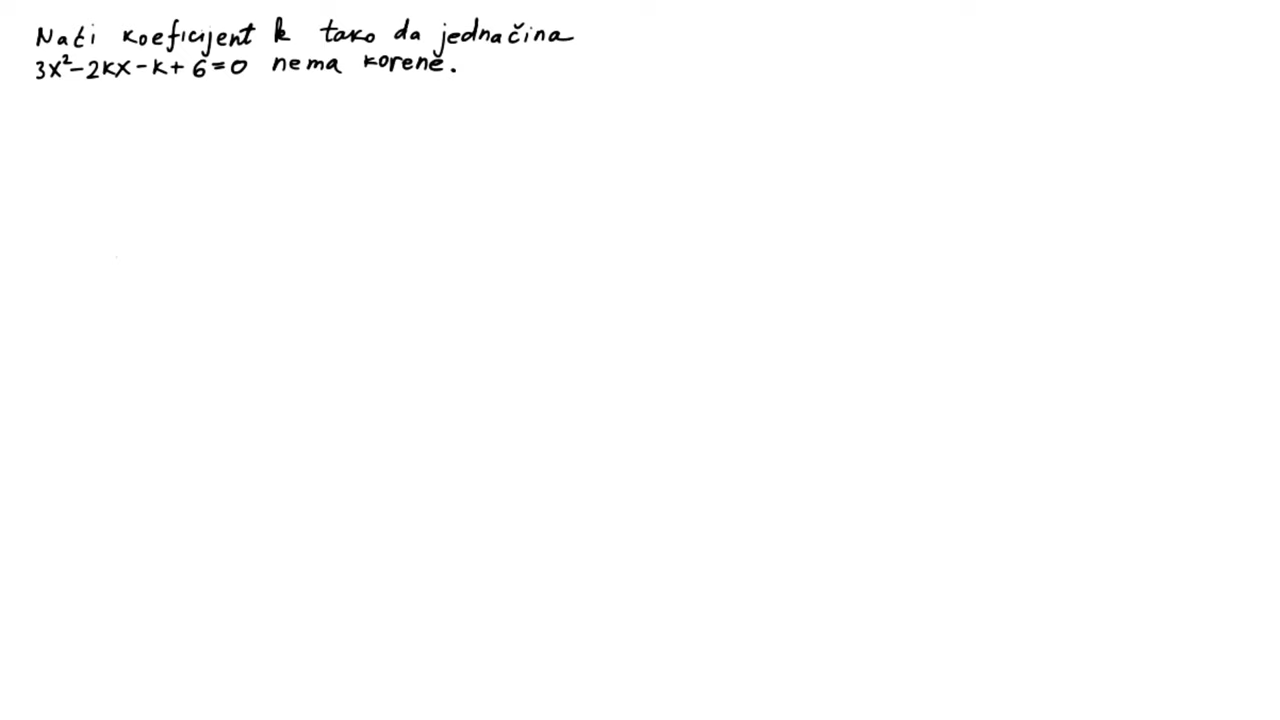 Naći koeficijent k tako da jednačina
3x²-2kx-k+6=0 nema korene.